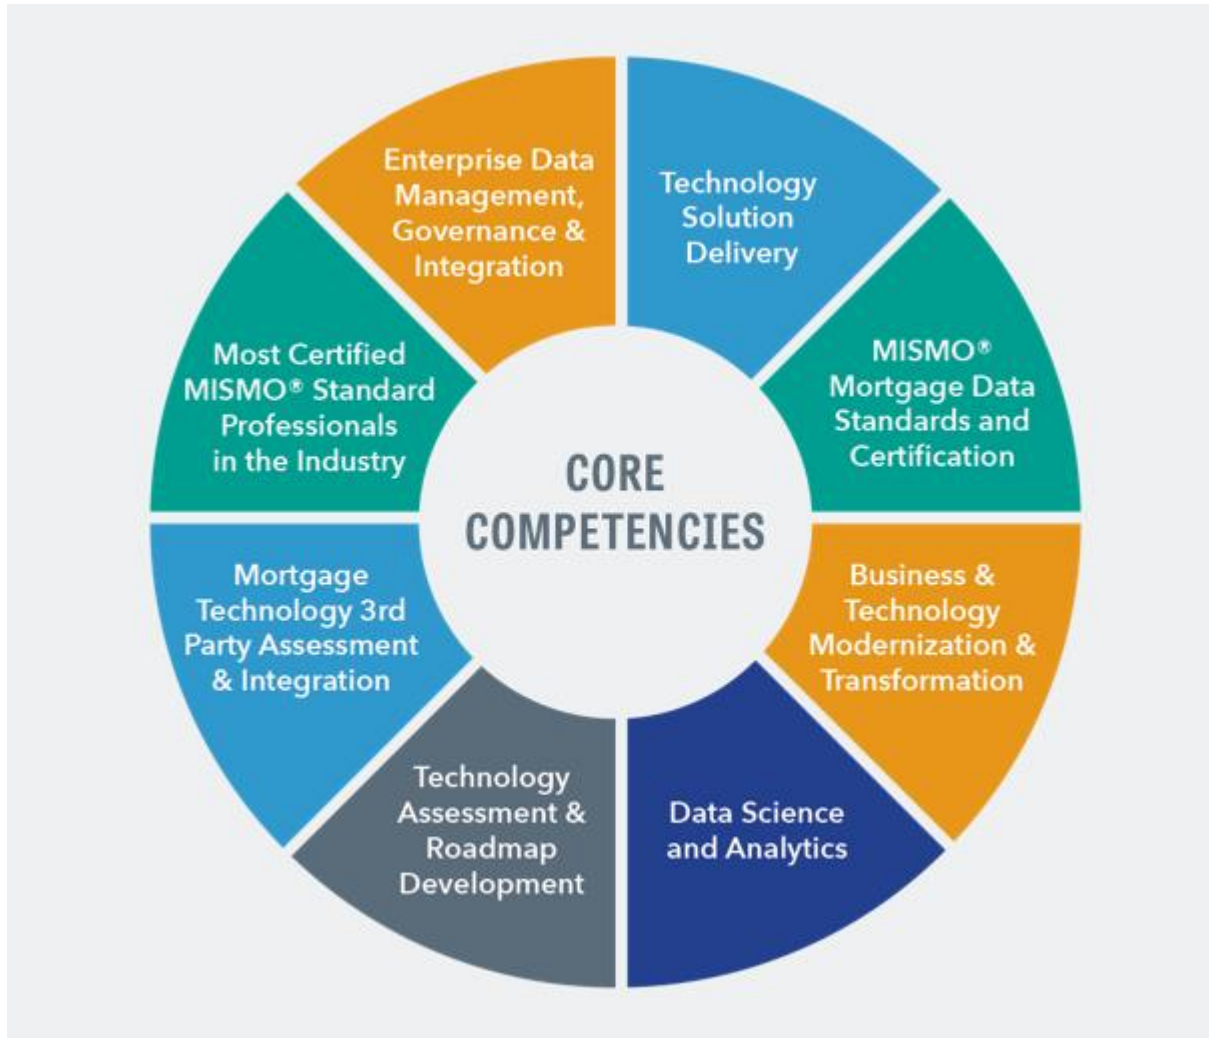 Enterprise Data
Management,
Governance &
Integration
Technology
Solution
Delivery
MISMO®
Mortgage Data
Standards and
Certification
Business &
Technology
Modernization &
Transformation
Data Science
and Analytics
Technology
Assessment &
Roadmap
Development
Mortgage
Technology 3rd
Party Assessment
& Integration
Most Certified
MISMO® Standard
Professionals
in the Industry
CORE
COMPETENCIES